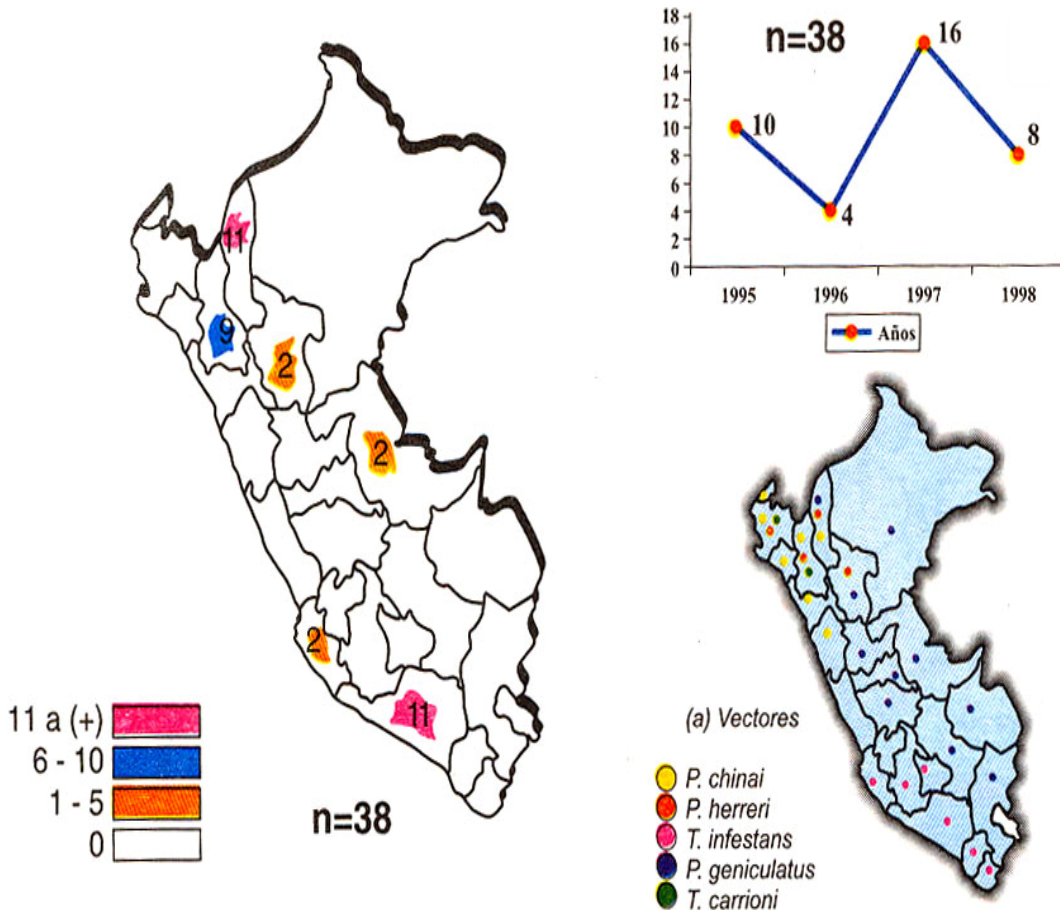 11
9
2
2
2
11
11 a (+)
6 - 10
1 - 5
0
n=38
n=38
18
16
14
12
10
8
6
4
2
0
10
4
16
8
1995 1996 1997 1998
Años
(a) Vectores
P. chinai
P. herreri
T. infestans
P. geniculatus
T. carrioni